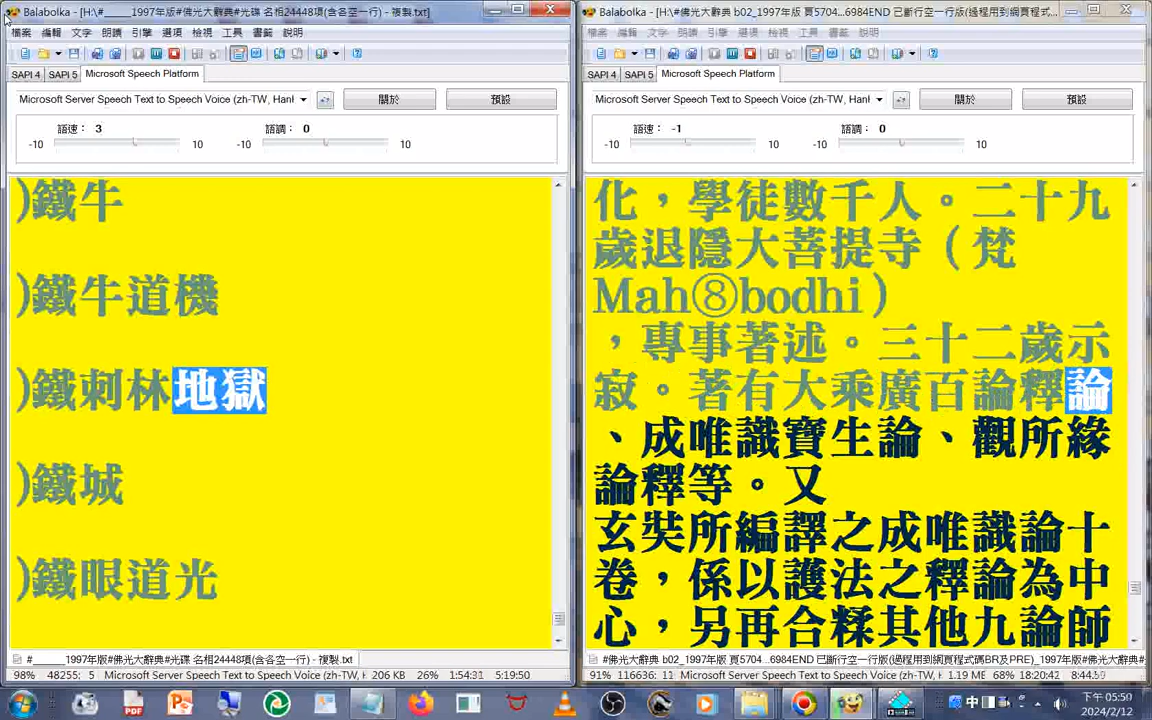 Balabolka - [H:\#_____1997年版#佛光大辭典#光碟 名相24448項(含各空一行) - 複製.txt]
檔案 編輯 文字 朗讀 引擎 選項 檢視 工具 書籤 說明
SAPI 4 SAPI 5 Microsoft Speech Platform
Microsoft Server Speech Text to Speech Voice (zh-TW, Hanl
關於 預設
語速： 3 語調： 0
-10 10 -10 10
)鐵牛
)鐵牛道機
)鐵刺林地獄
)鐵城
)鐵眼道光
#_____1997年版#佛光大辭典#光碟 名相24448項(含各空一行) - 複製.txt
98% 48255: 5 Microsoft Server Speech Text to Speech Voice (zh-TW, H 206 KB 26% 1:54:31 5:19:50
Balabolka - [H:\#佛光大辭典 b02_1997年版 頁5704...6984END 已斷行空一行版(過程用到網頁程式...
檔案 編輯 文字 朗讀 引擎 選項 檢視 工具 書籤 說明
SAPI 4 SAPI 5 Microsoft Speech Platform
Microsoft Server Speech Text to Speech Voice (zh-TW, Hanl
關於 預設
語速： -1 語調： 0
-10 10 -10 10
化，學徒數千人。二十九
歲退隱大菩提寺（梵
Mah⑧bodhi）
，專事著述。三十二歲示
寂。著有大乘廣百論釋論
、成唯識寶生論、觀所緣
論釋等。又
玄奘所編譯之成唯識論十
卷，係以護法之釋論為中
心，另再合糅其他九論師
#佛光大辭典 b02_1997年版 頁5704...6984END 已斷行空一行版(過程用到網頁程式碼BR及PRE)_1997年版#佛光大辭典#
91% 116636: 11 Microsoft Server Speech Text to Speech Voice (zh-TW, H 1.19 MB 68% 18:20:42 8:44:59
下午 05:50
2024/2/12